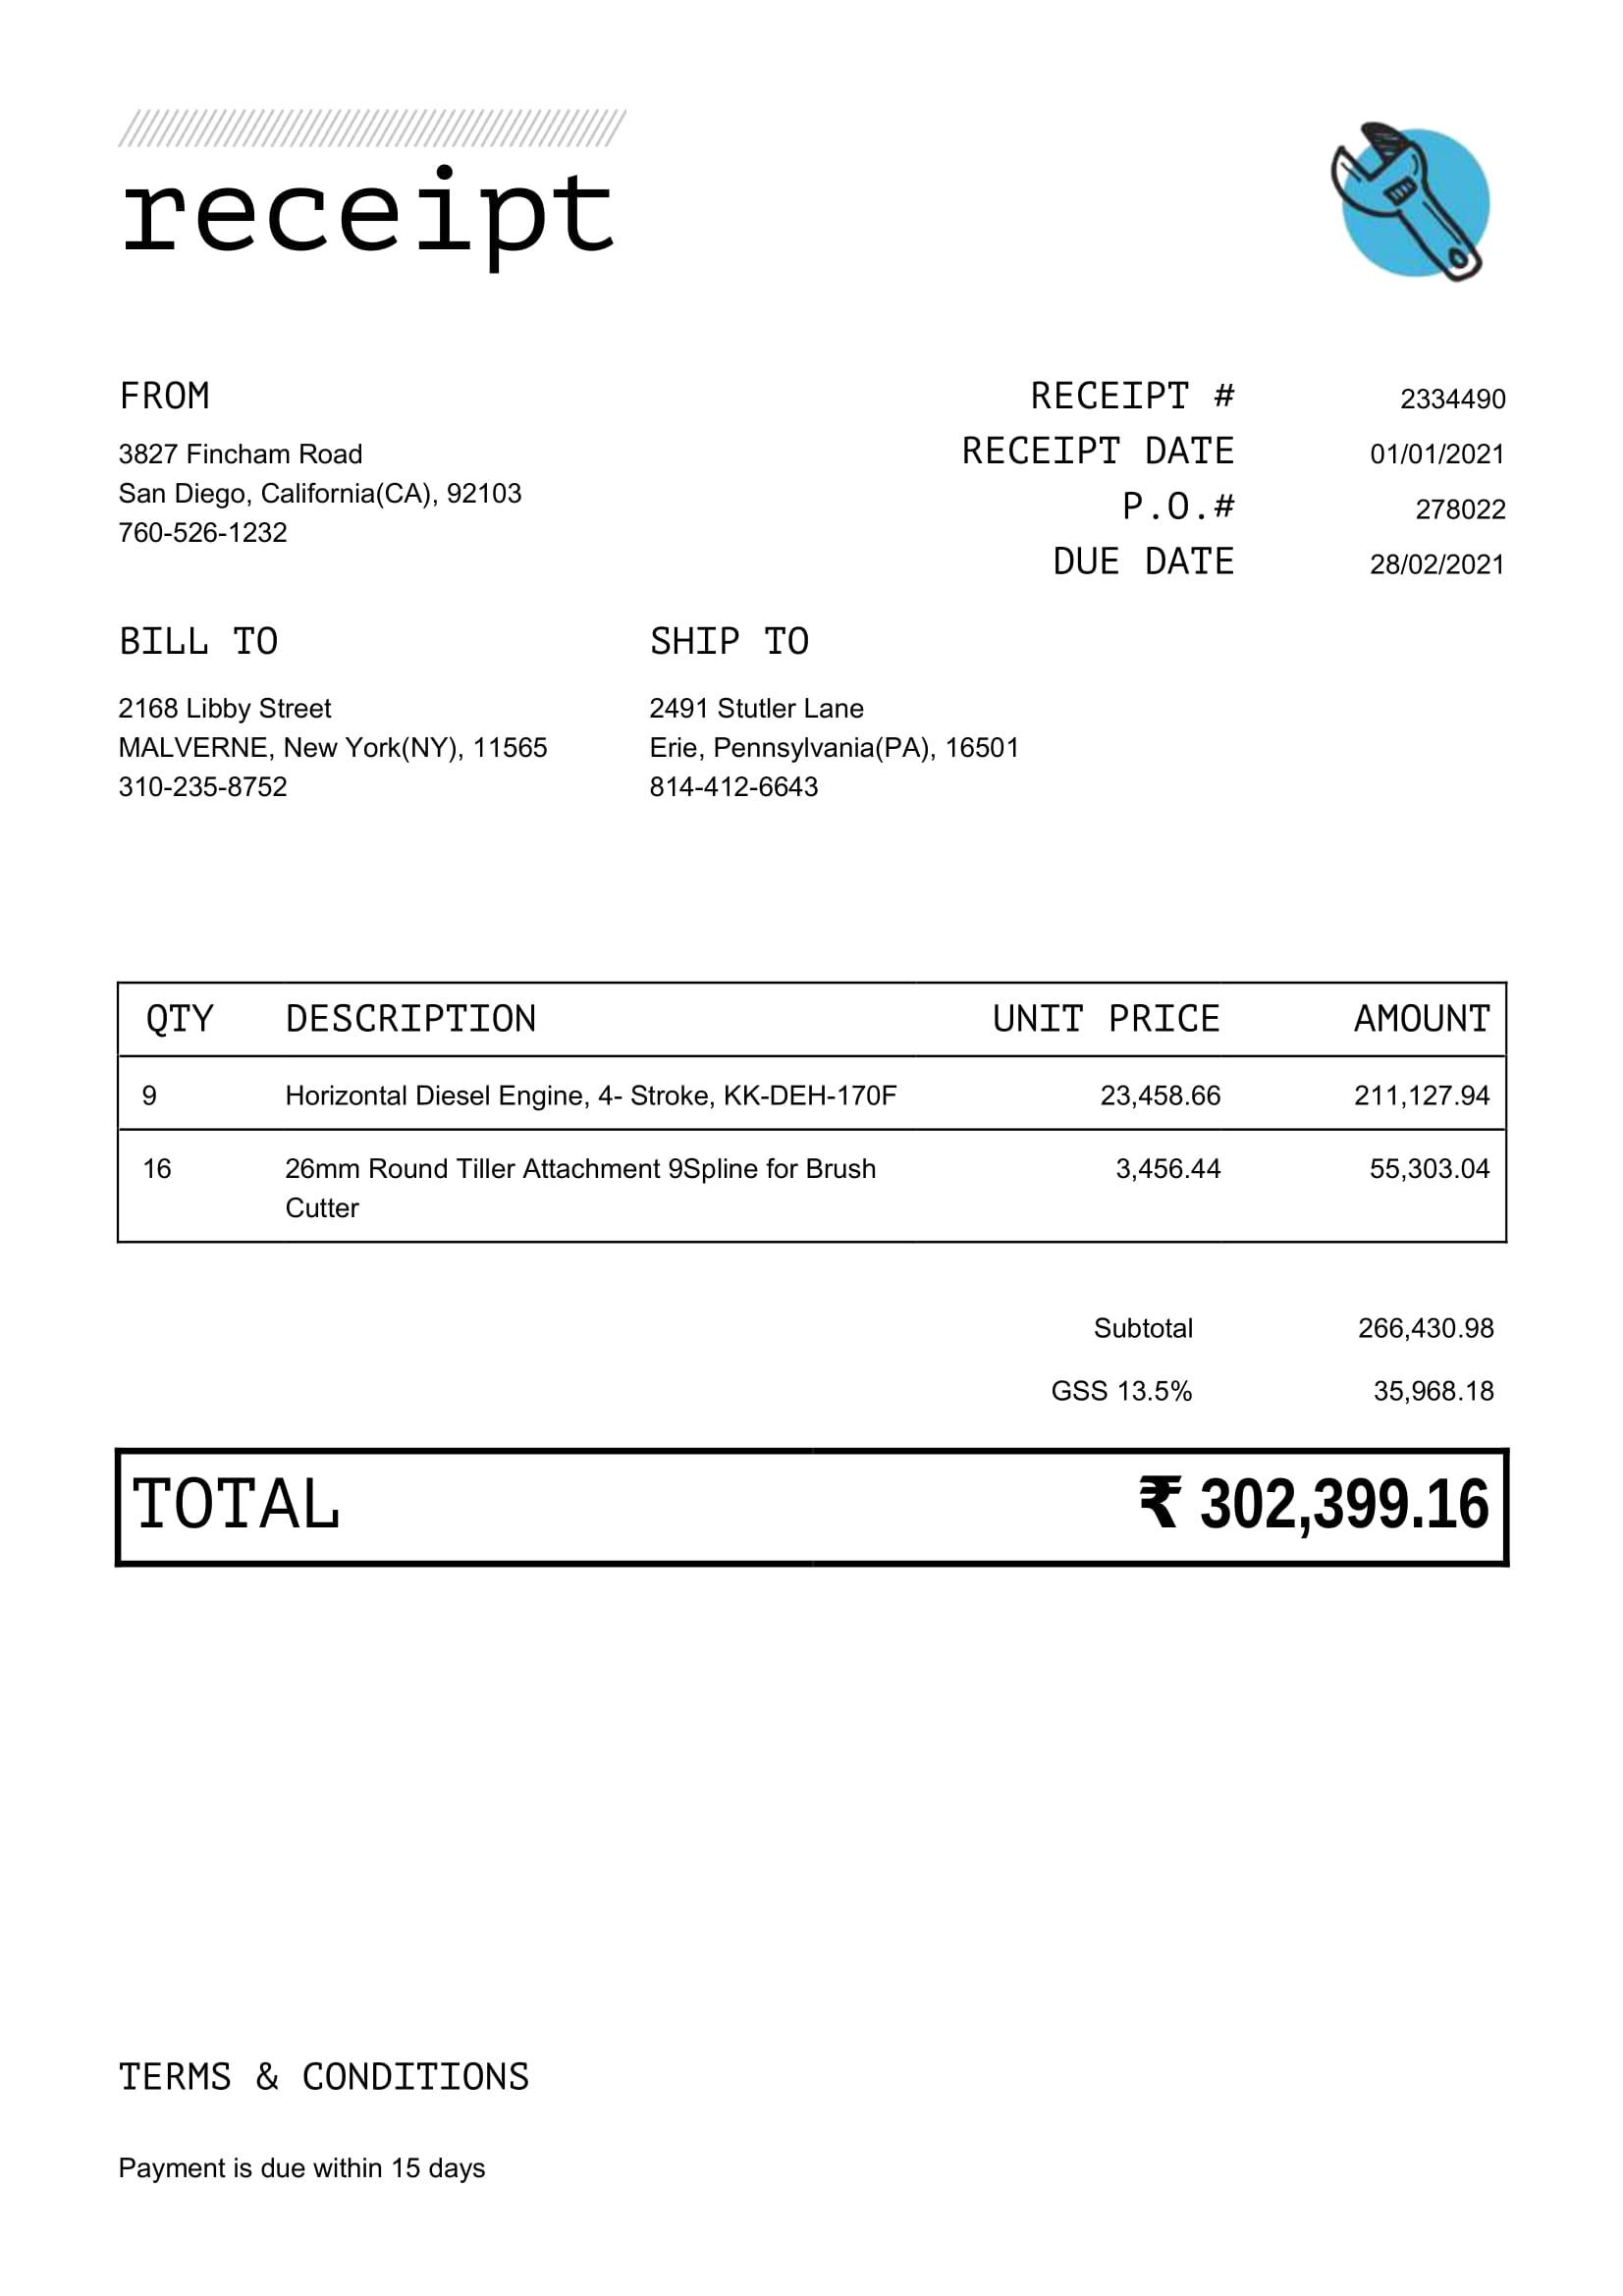 receipt
FROM
3827 Fincham Road
San Diego, California(CA), 92103
760-526-1232
RECEIPT # 2334490
RECEIPT DATE 01/01/2021
P.O.# 278022
DUE DATE 28/02/2021
BILL TO
2168 Libby Street
MALVERNE, New York(NY), 11565
310-235-8752
SHIP TO
2491 Stutler Lane
Erie, Pennsylvania(PA), 16501
814-412-6643
QTY DESCRIPTION UNIT PRICE AMOUNT
9 Horizontal Diesel Engine, 4- Stroke, KK-DEH-170F 23,458.66 211,127.94
16 26mm Round Tiller Attachment 9Spline for Brush 3,456.44 55,303.04
Cutter
Subtotal 266,430.98
GSS 13.5% 35,968.18
TOTAL ₹ 302,399.16
TERMS & CONDITIONS
Payment is due within 15 days